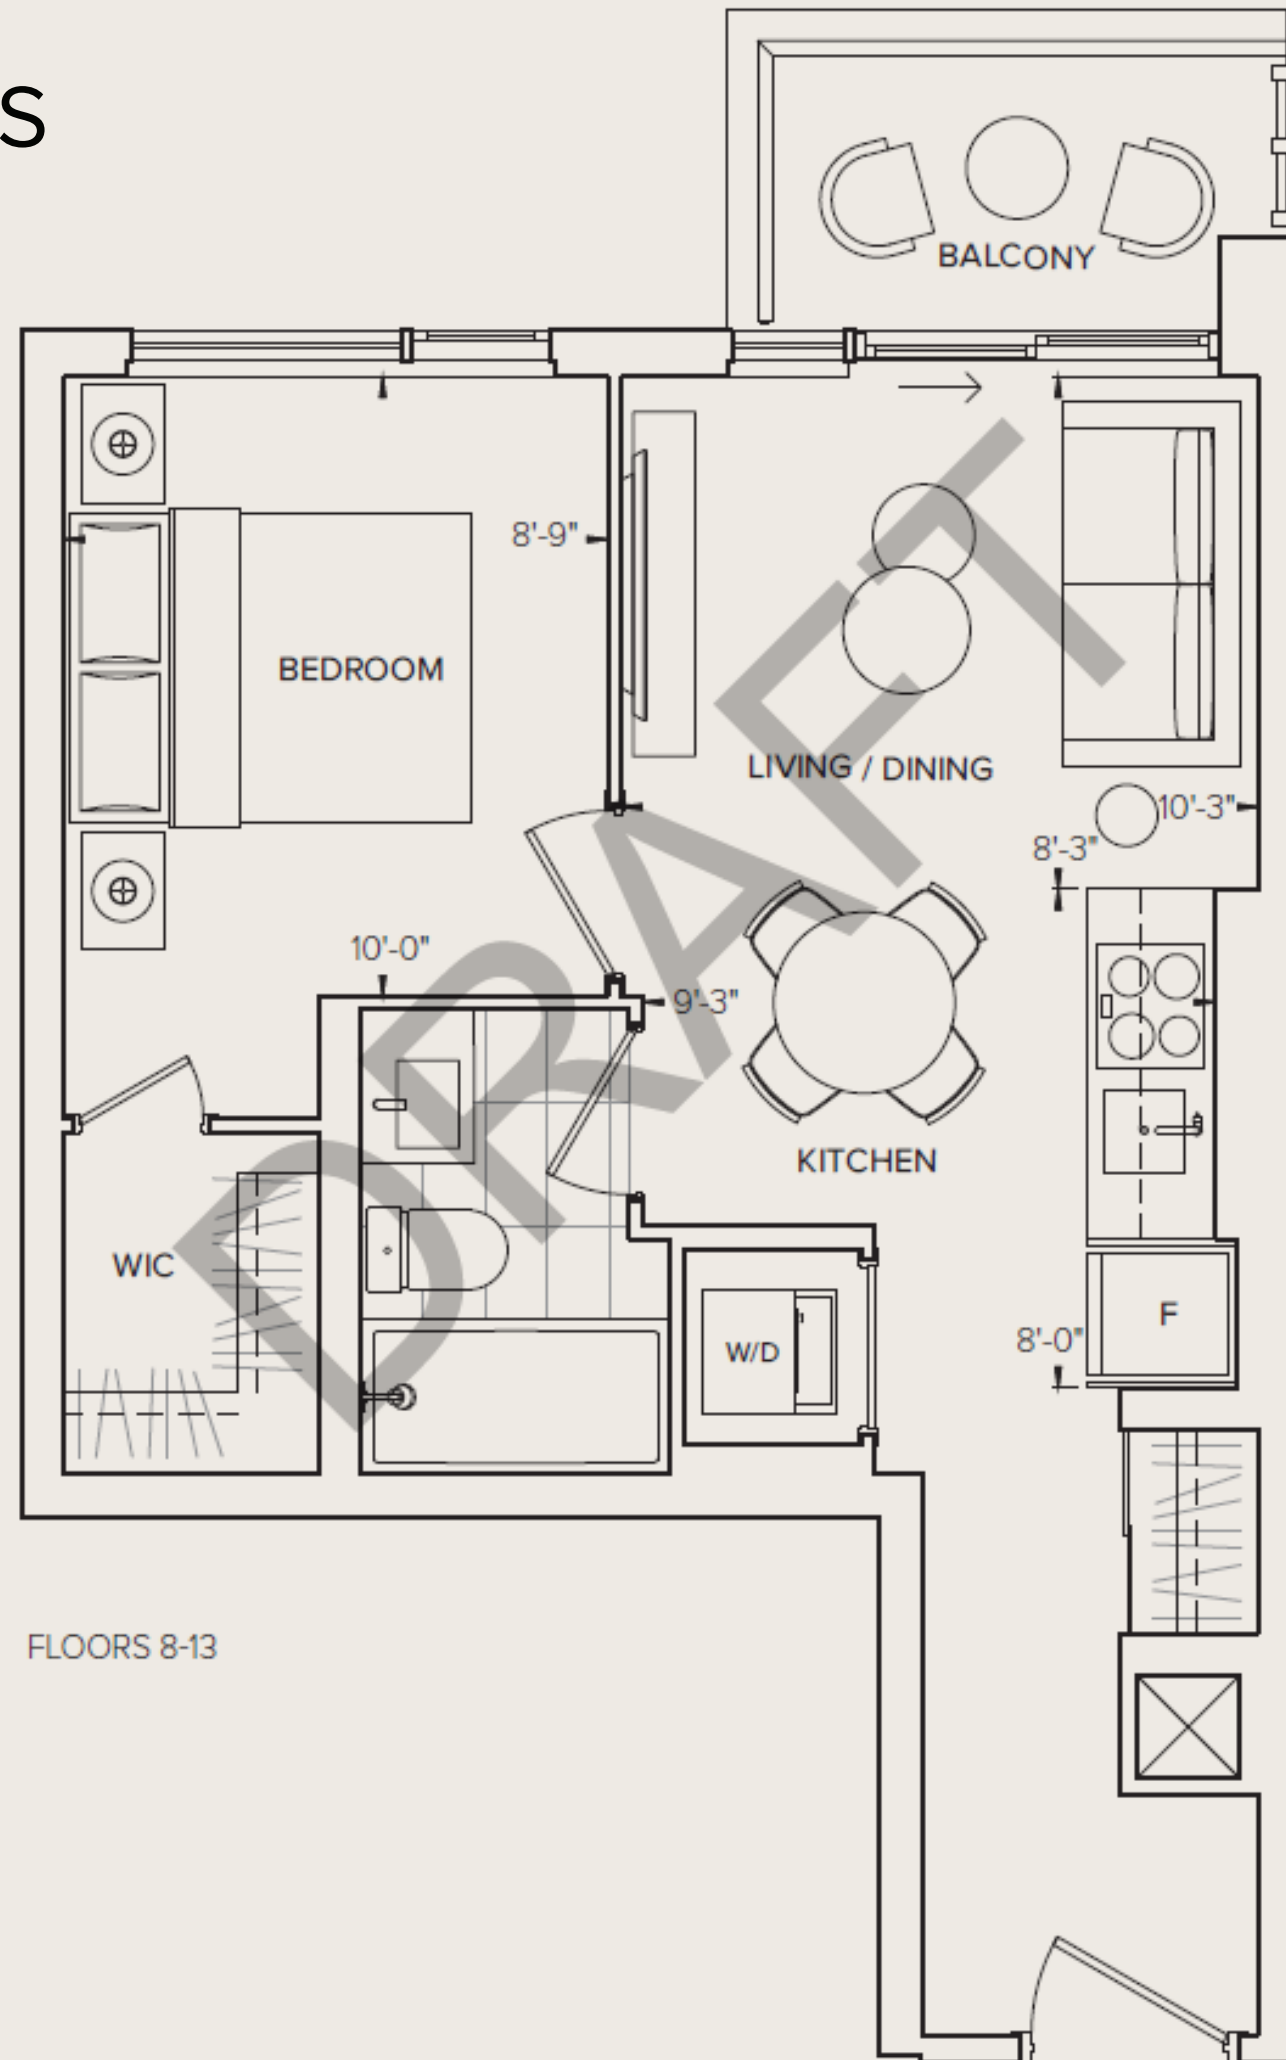 S
BALCONY
8'-9"
BEDROOM
LIVING / DINING
10'-3"
8'-3"
10'-0"
9'-3"
KITCHEN
WIC
F
8'-0"
W/D
FLOORS 8-13
DRAFT